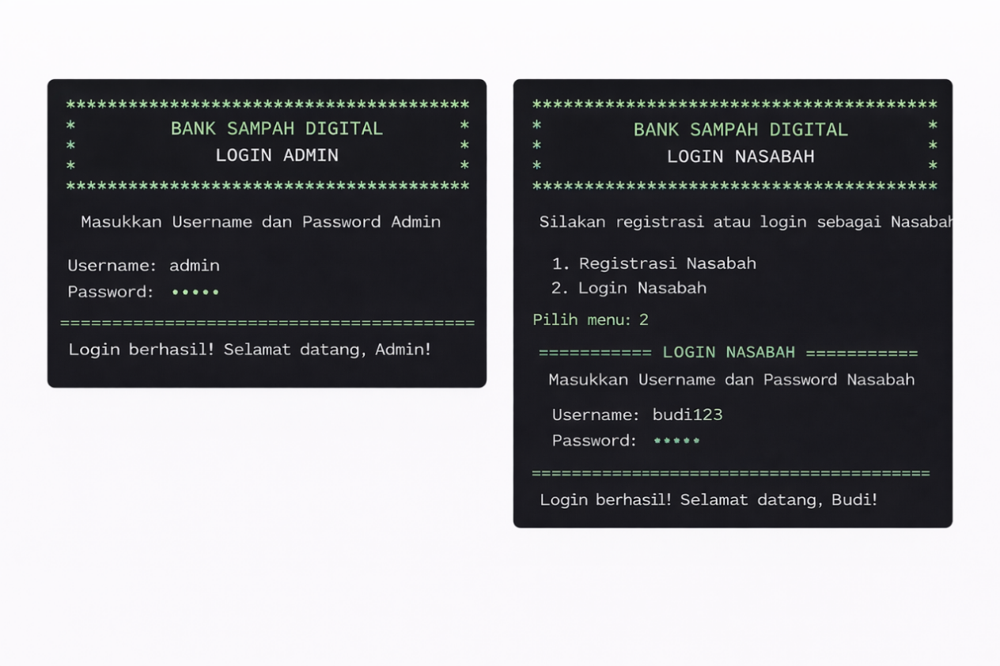 ****************************************
* BANK SAMPAH DIGITAL *
* LOGIN ADMIN *
* *
****************************************
Masukkan Username dan Password Admin
Username: admin
Password: •••••
========================================
Login berhasil! Selamat datang, Admin!
****************************************
* BANK SAMPAH DIGITAL *
* LOGIN NASABAH *
* *
****************************************
Silakan registrasi atau login sebagai Nasabah
1. Registrasi Nasabah
2. Login Nasabah
Pilih menu: 2
=========== LOGIN NASABAH ===========
Masukkan Username dan Password Nasabah
Username: budi123
Password: *****
========================================
Login berhasil! Selamat datang, Budi!